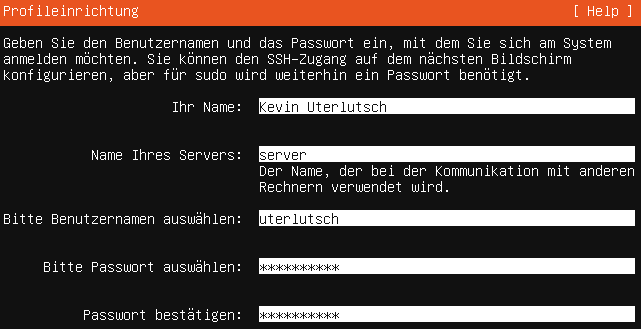 Profileinrichtung [ Help ]
Geben Sie den Benutzernamen und das Passwort ein, mit dem Sie sich am System
anmelden möchten. Sie können den SSH-Zugang auf dem nächsten Bildschirm
konfigurieren, aber für sudo wird weiterhin ein Passwort benötigt.
Ihr Name: Kevin Uterlutsch
Name Ihres Servers: server
Der Name, der bei der Kommunikation mit anderen
Rechnern verwendet wird.
Bitte Benutzernamen auswählen: uterlutsch
Bitte Passwort auswählen: **********
Passwort bestätigen: **********